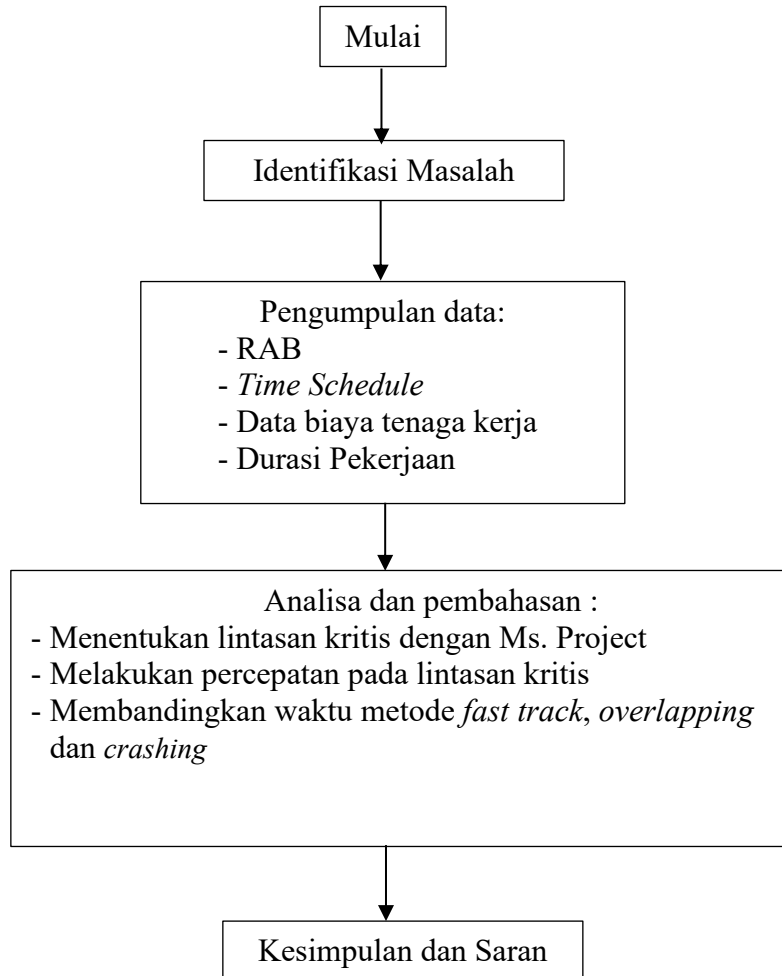 Mulai
Identifikasi Masalah
Pengumpulan data:
- RAB
- Time Schedule
- Data biaya tenaga kerja
- Durasi Pekerjaan
Analisa dan pembahasan :
- Menentukan lintasan kritis dengan Ms. Project
- Melakukan percepatan pada lintasan kritis
- Membandingkan waktu metode fast track, overlapping
dan crashing
Kesimpulan dan Saran